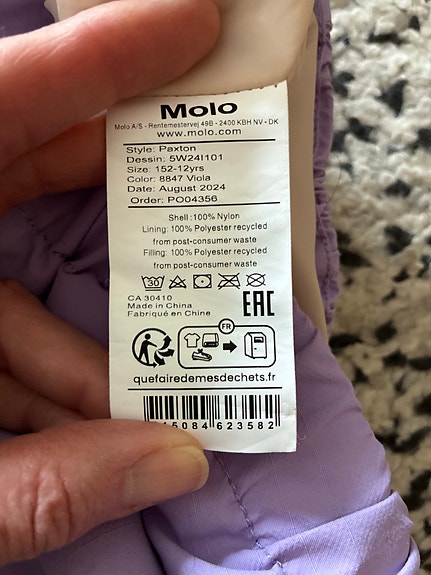 Molo
Molo A/S - Rentemestervej 49B - 2400 KBH NV - DK
www.molo.com
Style: Paxton
Dessin: 5W24I101
Size: 152-12yrs
Color: 8847 Viola
Date: August 2024
Order: PO04356
Shell :100% Nylon
Lining: 100% Polyester recycled
from post-consumer waste
Filling: 100% Polyester recycled
from post-consumer waste
30
CA 30410
Made in China
Fabriqué en Chine
EAC
FR
quefairedemesdechets.fr
15084 623582